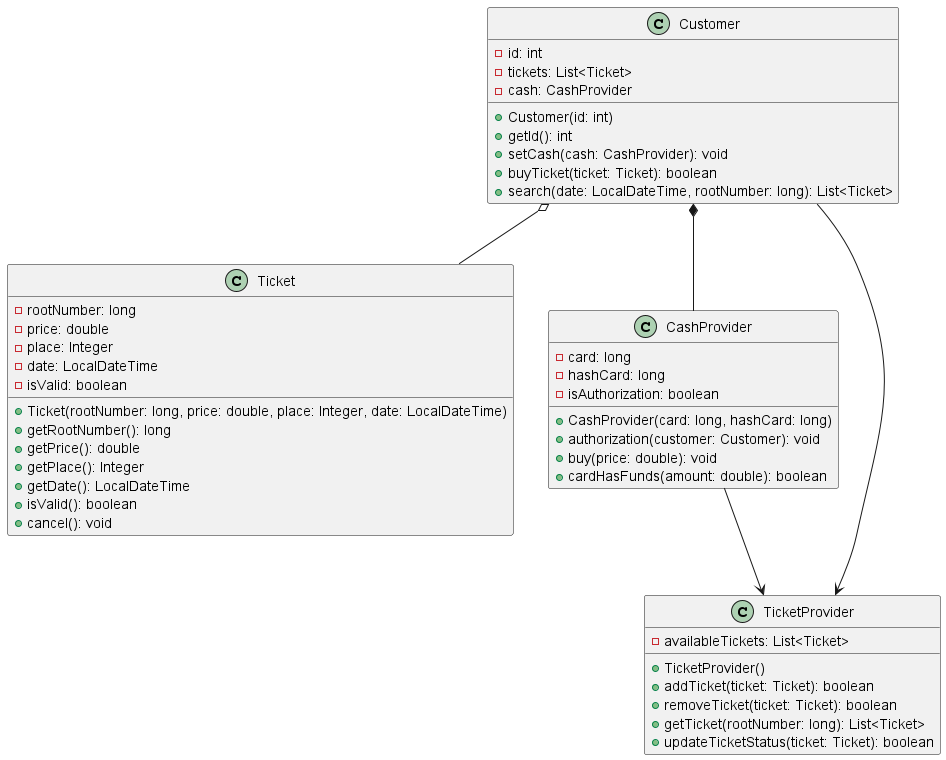 C Customer
id: int
tickets: List<Ticket>
cash: CashProvider
Customer(id: int)
getId(): int
setCash(cash: CashProvider): void
buyTicket(ticket: Ticket): boolean
search(date: LocalDateTime, rootNumber: long): List<Ticket>
C Ticket
rootNumber: long
price: double
place: Integer
date: LocalDateTime
isValid: boolean
Ticket(rootNumber: long, price: double, place: Integer, date: LocalDateTime)
getRootNumber(): long
getPrice(): double
getPlace(): Integer
getDate(): LocalDateTime
isValid(): boolean
cancel(): void
C CashProvider
card: long
hashCard: long
isAuthorization: boolean
CashProvider(card: long, hashCard: long)
authorization(customer: Customer): void
buy(price: double): void
cardHasFunds(amount: double): boolean
C TicketProvider
availableTickets: List<Ticket>
TicketProvider()
addTicket(ticket: Ticket): boolean
removeTicket(ticket: Ticket): boolean
getTicket(rootNumber: long): List<Ticket>
updateTicketStatus(ticket: Ticket): boolean